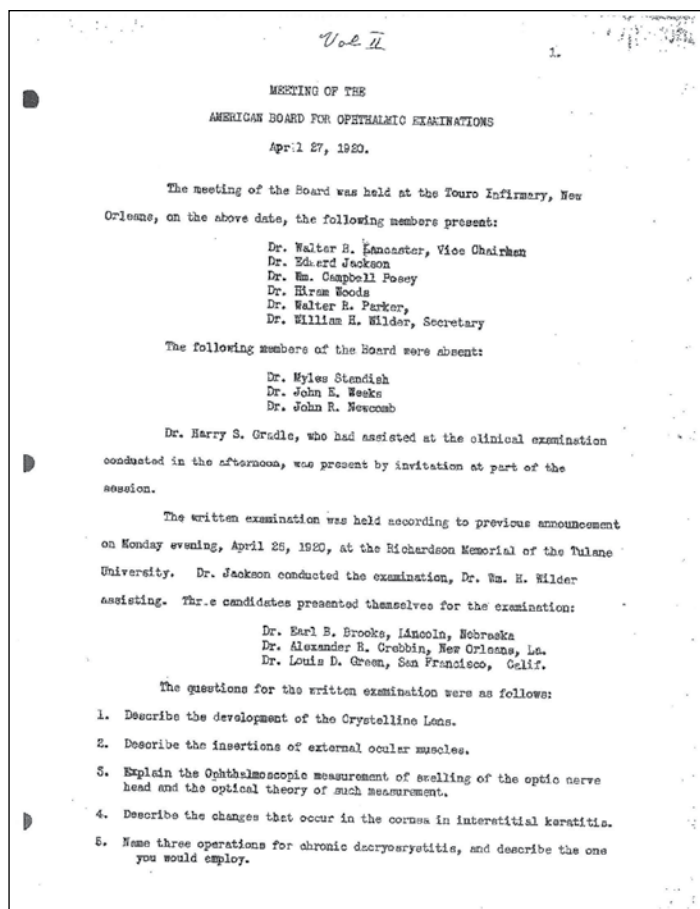 Vol II
1.
MEETING OF THE
AMERICAN BOARD FOR OPHTHALMIC EXAMINATIONS
April 27, 1920.
The meeting of the Board was held at the Touro Infirmary, New
Orleans, on the above date, the following members present:
Dr. Walter B. Lancaster, Vice Chairman
Dr. Edward Jackson
Dr. Wm. Campbell Posey
Dr. Hiram Woods
Dr. Walter R. Parker,
Dr. William H. Wilder, Secretary
The following members of the Board were absent:
Dr. Myles Standish
Dr. John E. Weeks
Dr. John R. Newcomb
Dr. Harry S. Gradle, who had assisted at the clinical examination
conducted in the afternoon, was present by invitation at part of the
session.
The written examination was held according to previous announcement
on Monday evening, April 26, 1920, at the Richardson Memorial of the Tulane
University. Dr. Jackson conducted the examination, Dr. Wm. H. Wilder
assisting. Thr.e candidates presented themselves for the examination:
Dr. Earl B. Brooks, Lincoln, Nebraska
Dr. Alexander R. Crebbin, New Orleans, La.
Dr. Louis D. Green, San Francisco, Calif.
The questions for the written examination were as follows:
1. Describe the development of the Crystelline Lens.
2. Describe the insertions of external ocular muscles.
3. Explain the Ophthalmoscopic measurement of swelling of the optic nerve
head and the optical theory of such measurement.
4. Describe the changes that occur in the cornea in interstitial keratitis.
5. Name three operations for chronic dacryosrystitis, and describe the one
you would employ.